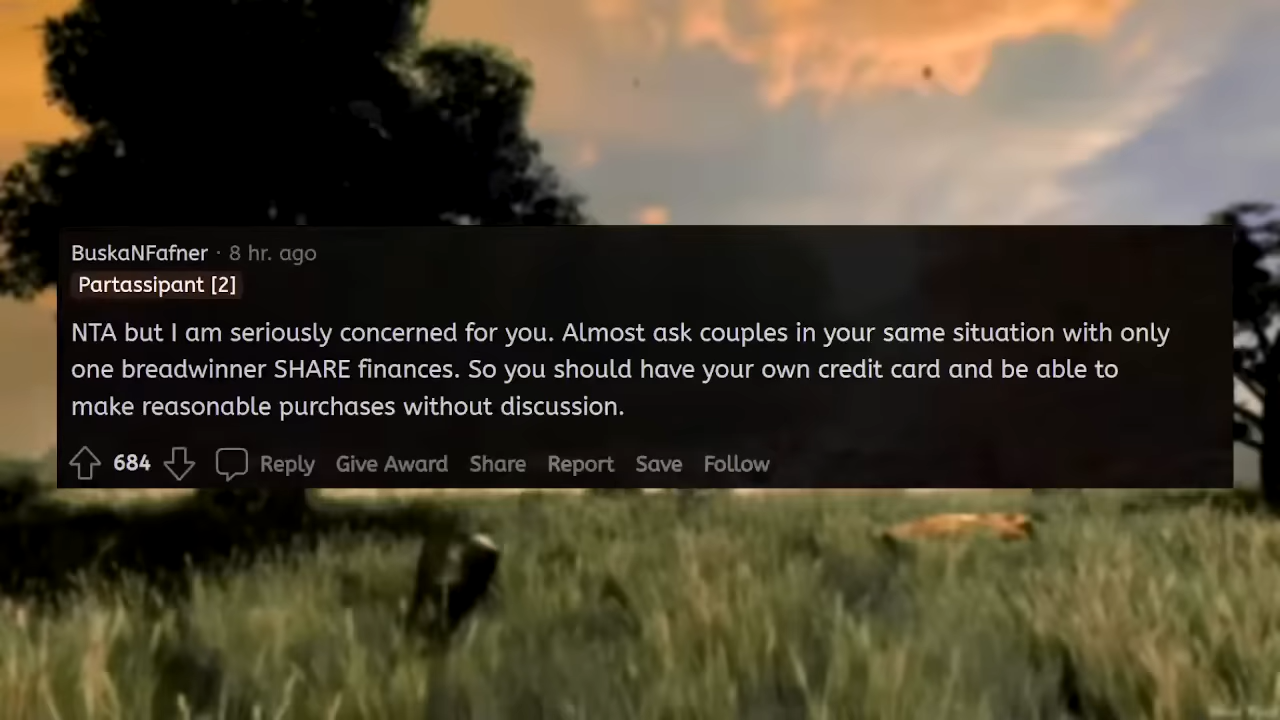 BuskaNFafner · 8 hr. ago
Partassipant [2]
NTA but I am seriously concerned for you. Almost ask couples in your same situation with only
one breadwinner SHARE finances. So you should have your own credit card and be able to
make reasonable purchases without discussion.
684 Reply Give Award Share Report Save Follow